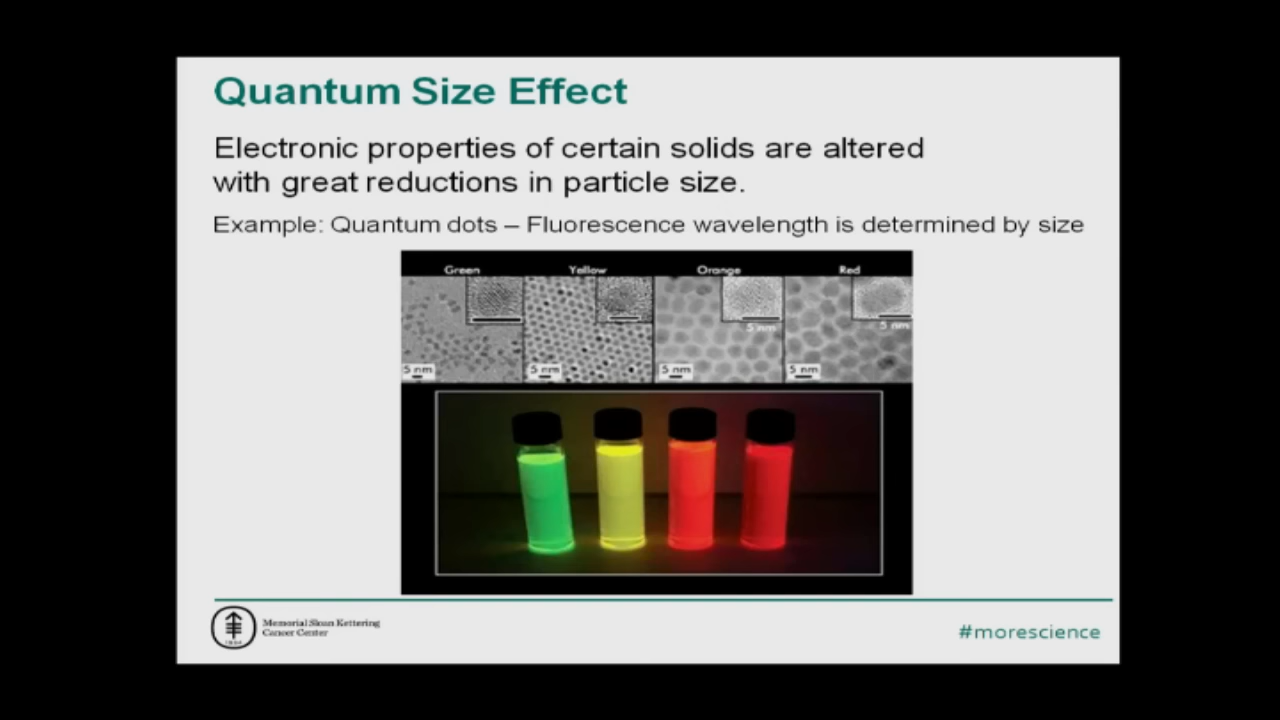 Quantum Size Effect
Electronic properties of certain solids are altered
with great reductions in particle size.
Example: Quantum dots – Fluorescence wavelength is determined by size
Green Yellow Orange Red
5 nm 5 nm
5 nm 5 nm 5 nm 5 nm
Memorial Sloan Kettering
Cancer Center
#morescience